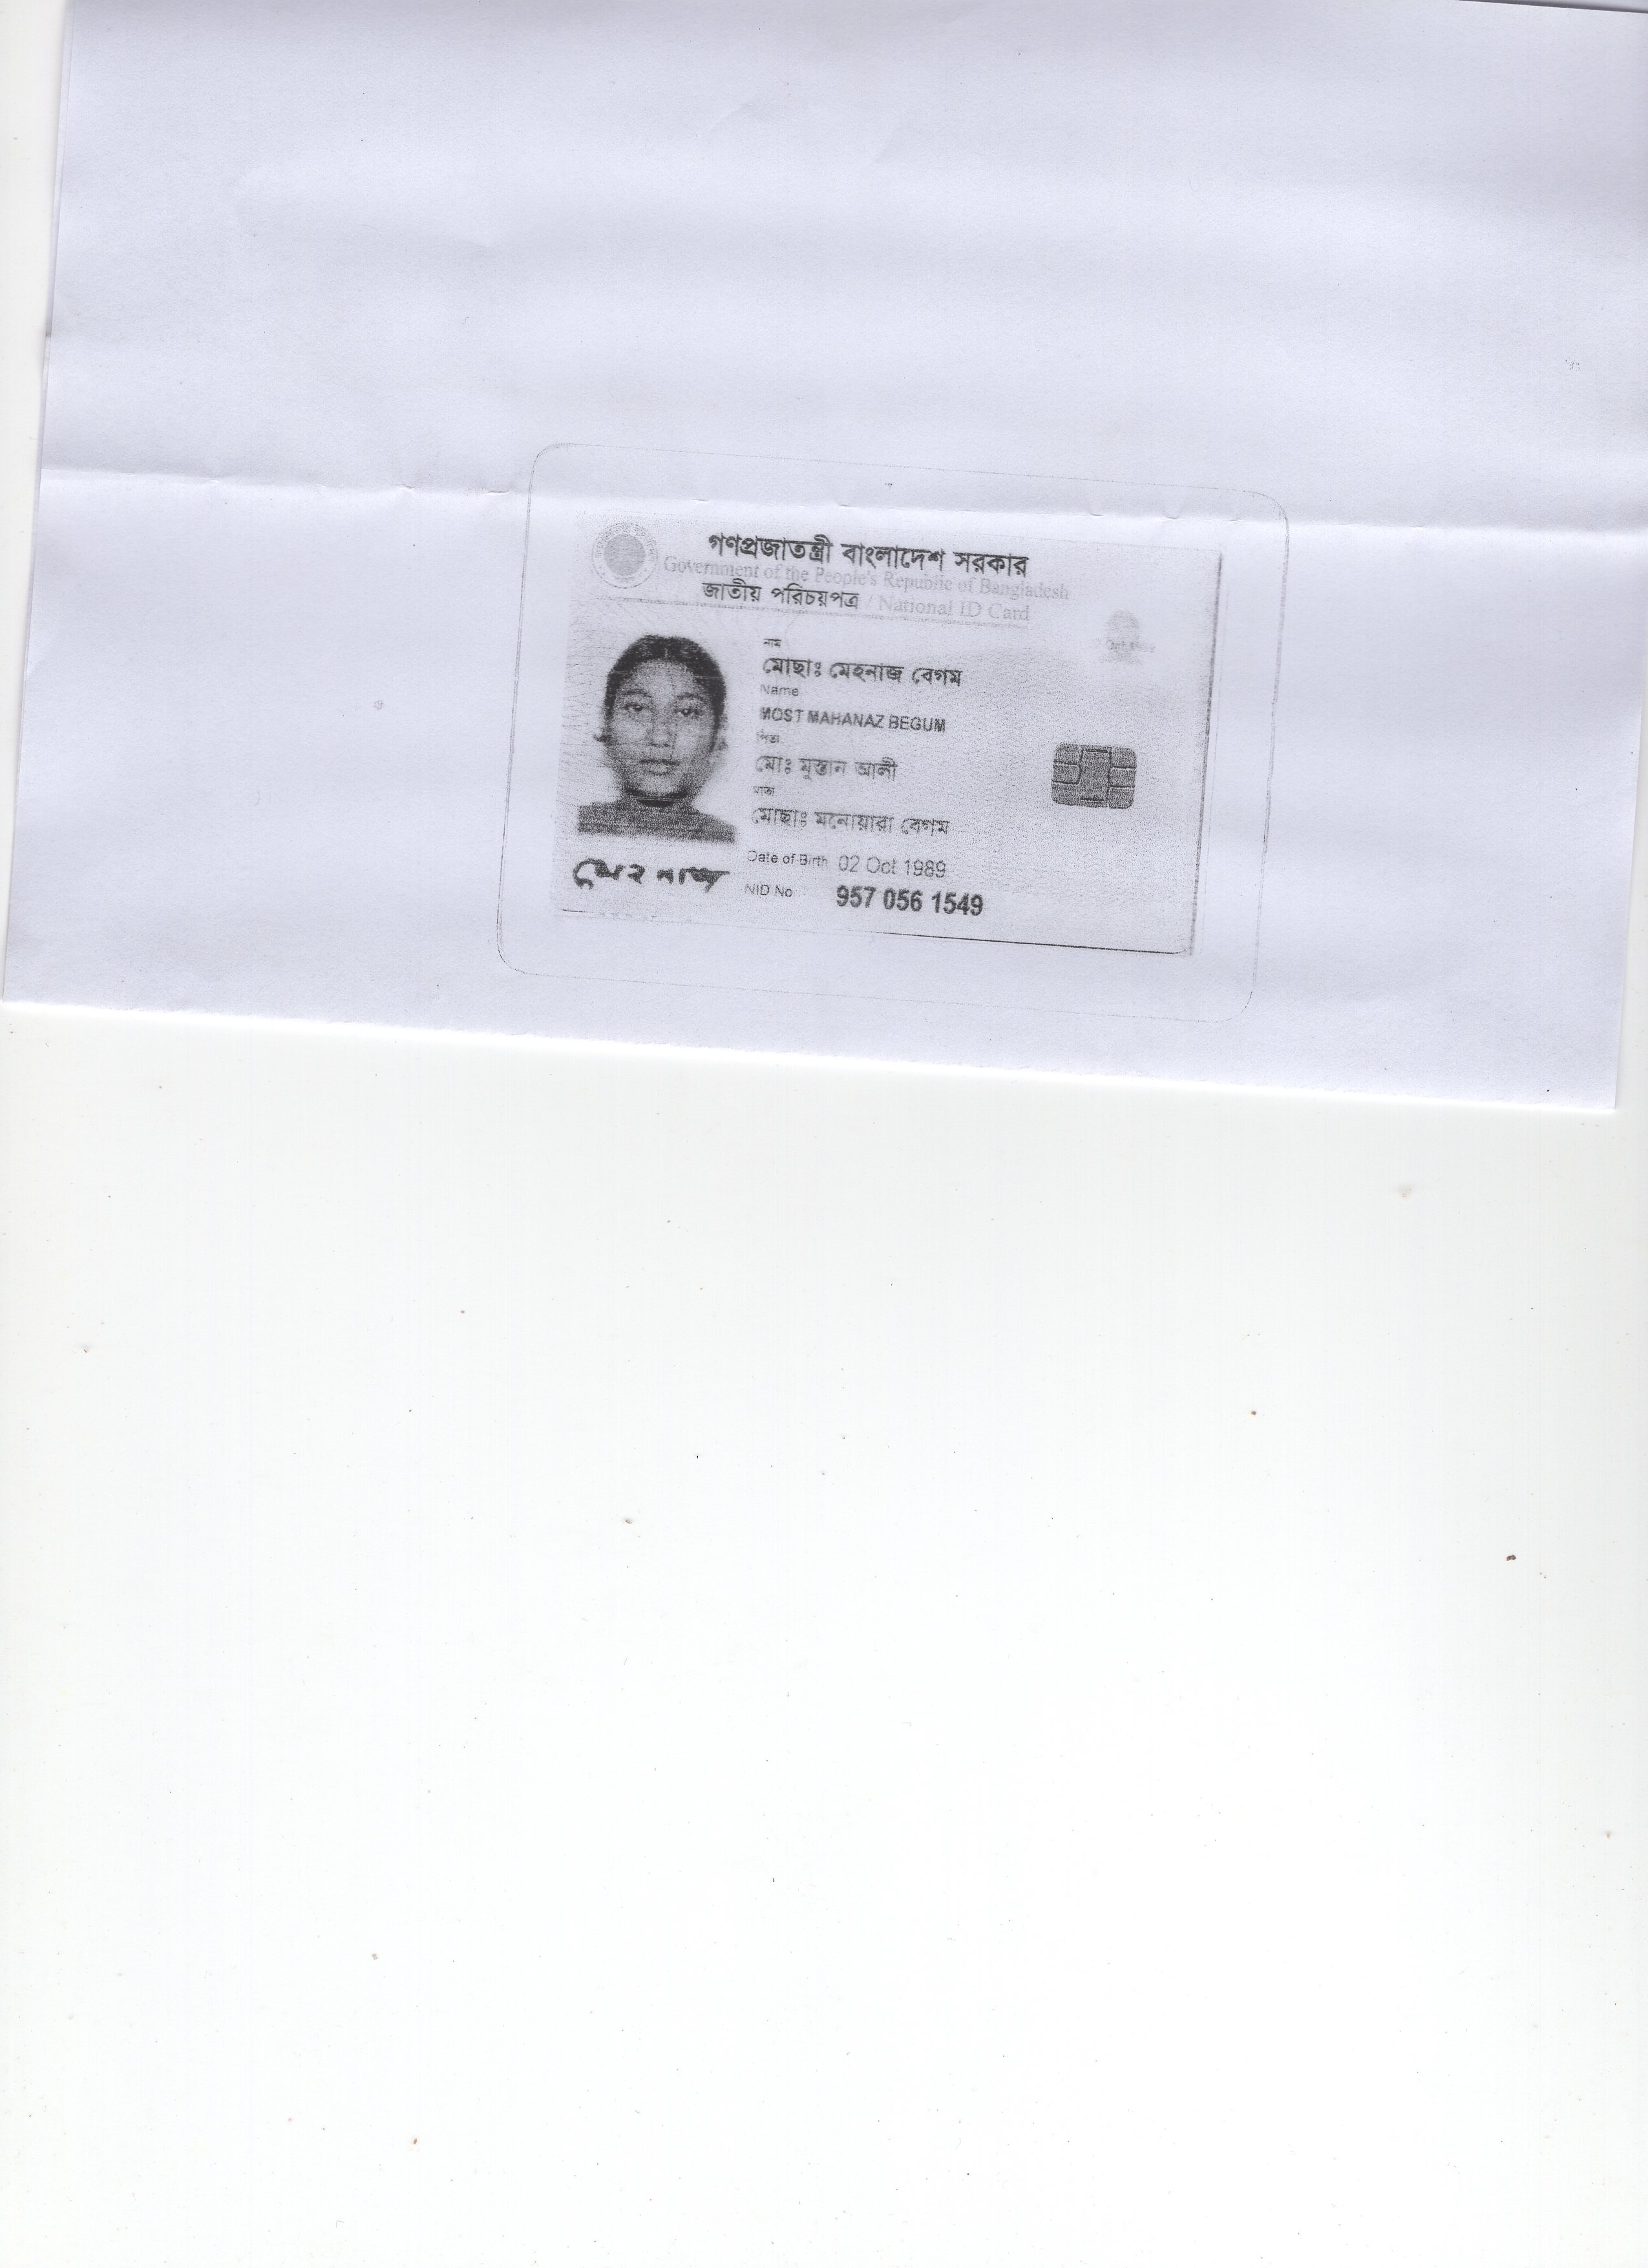 গণপ্রজাতন্ত্রী বাংলাদেশ সরকার
Government of the People's Republic of Bangladesh
জাতীয় পরিচয়পত্র / National ID Card
নাম
মোছাঃ মেহনাজ বেগম
Name
MOST MAHANAZ BEGUM
পিতা
মোঃ মুস্তান আলী
মাতা
মোছাঃ মনোয়ারা বেগম
Date of Birth 02 Oct 1989
NID No 957 056 1549
মেহনাজ